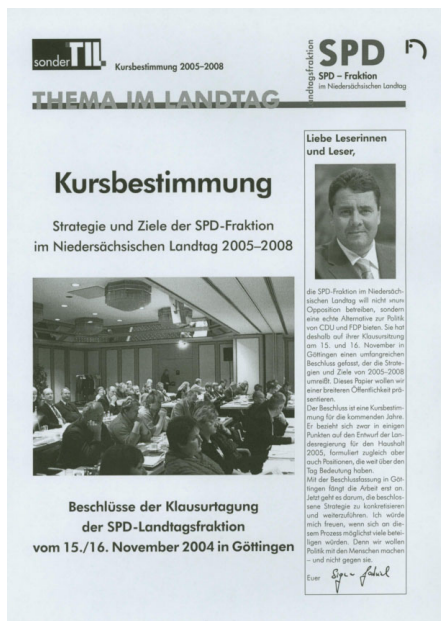 sonder TIL
Kursbestimmung 2005–2008
Landtagsfraktion
SPD
SPD – Fraktion
im Niedersächsischen Landtag
THEMA IM LANDTAG
Kursbestimmung
Strategie und Ziele der SPD-Fraktion
im Niedersächsischen Landtag 2005–2008
Beschlüsse der Klausurtagung
der SPD-Landtagsfraktion
vom 15./16. November 2004 in Göttingen
Liebe Leserinnen
und Leser,
die SPD-Fraktion im Niedersäch-
sischen Landtag will nicht
Opposition betreiben, sondern
eine echte Alternative zur Politik
von CDU und FDP bieten. Sie hat
deshalb auf ihrer Klausursitzung
am 15. und 16. November in
Göttingen einen umfangreichen
Beschluss gefasst, der die Strate-
gien und Ziele von 2005–2008
umreißt. Dieses Papier wollen wir
einer breiteren Öffentlichkeit prä-
sentieren.
Der Beschluss ist eine Kursbestim-
mung für die kommenden Jahre.
Er bezieht sich zwar in einigen
Punkten auf den Entwurf der Lan-
desregierung für den Haushalt
2005, formuliert zugleich aber
auch Positionen, die weit über den
Tag Bedeutung haben.
Mit der Beschlussfassung in Göt-
tingen fängt die Arbeit erst an.
Jetzt geht es darum, die beschlos-
sene Strategie zu konkretisieren
und weiterzuführen. Ich würde
mich freuen, wenn sich an die-
sem Prozess möglichst viele betei-
ligen würden. Denn wir wollen
Politik mit den Menschen machen
– und nicht gegen sie.
Euer Sigmar Gabriel